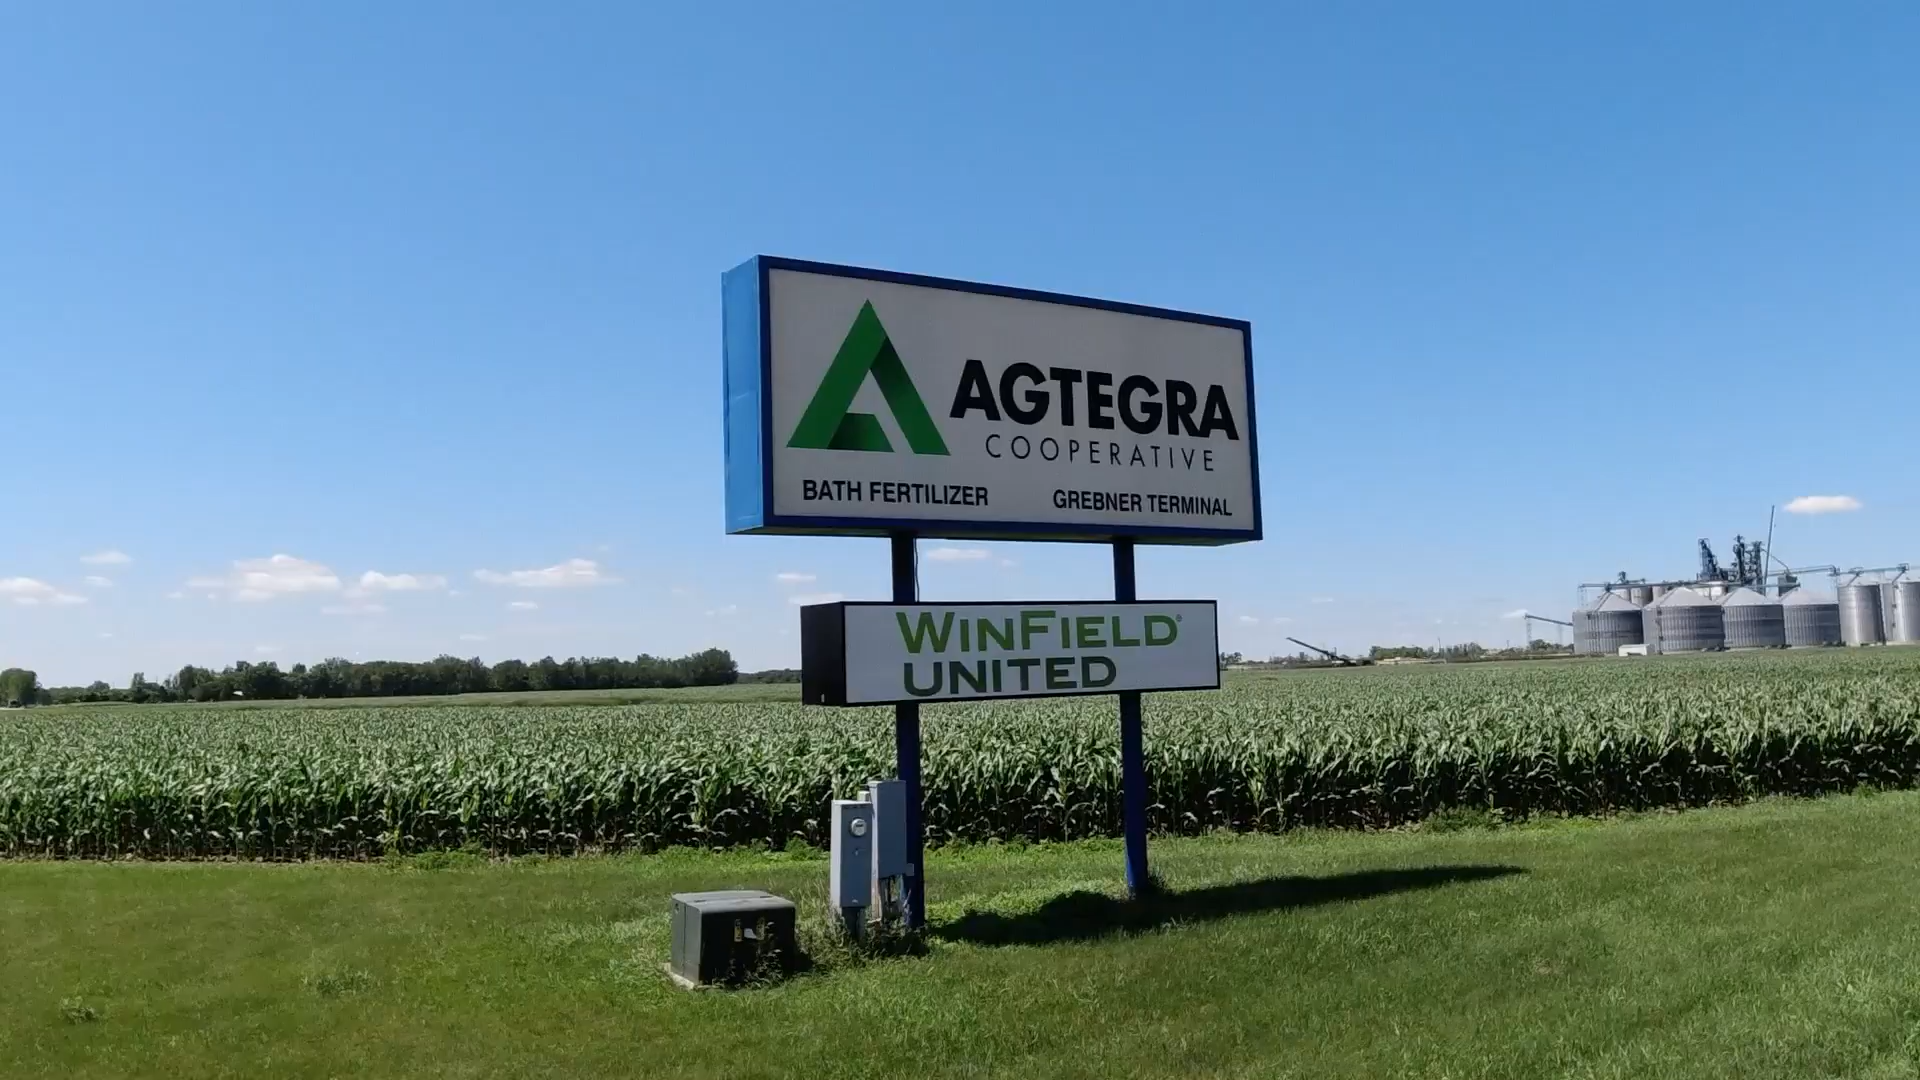 AGTEGRA
COOPERATIVE
BATH FERTILIZER GREBNER TERMINAL
WINFIELD®
UNITED